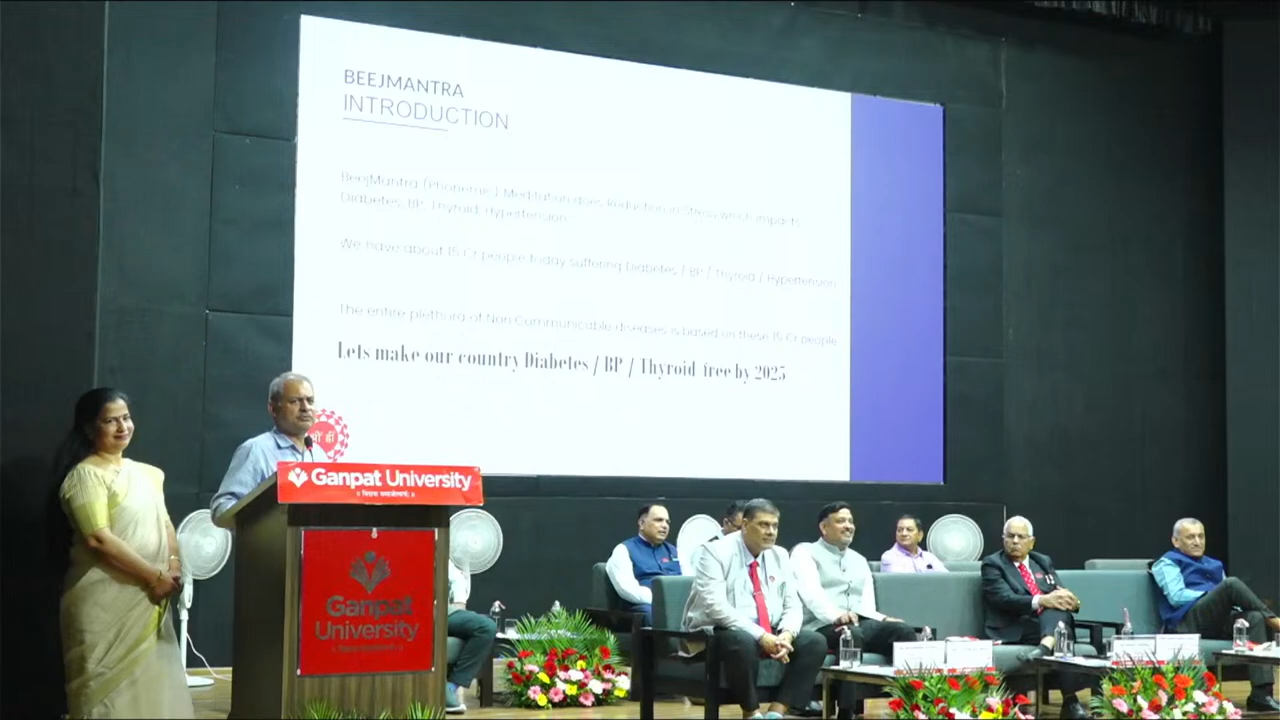 BEEJMANTRA
INTRODUCTION
BeejMantra (Phoneme) Meditation does Reduction in Stress which impacts
Diabetes, BP, Thyroid, Hypertension
We have about 15 Cr people today suffering Diabetes / BP / Thyroid / Hypertension
The entire plethora of Non Communicable diseases is based on these 15 Cr people
Lets make our country Diabetes / BP / Thyroid free by 2025
Ganpat University
Ganpat
University